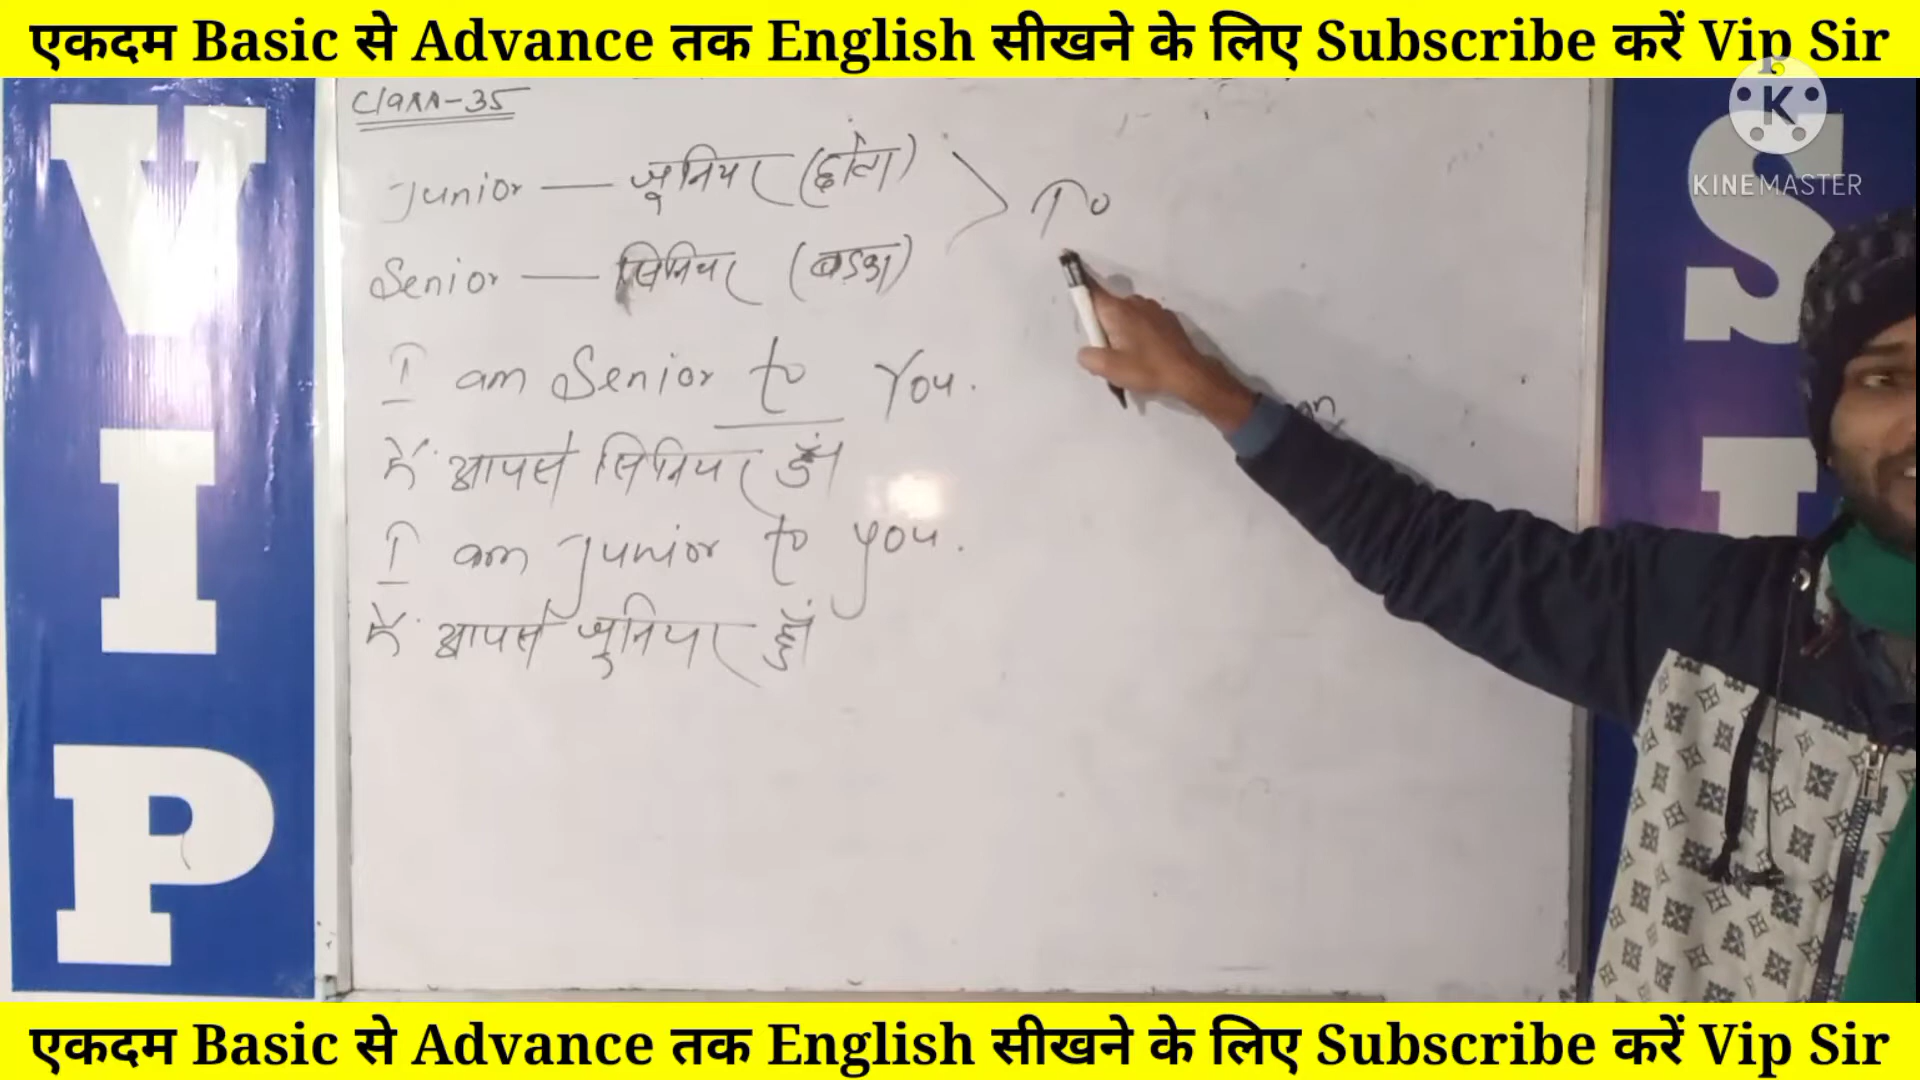 एकदम Basic से Advance तक English सीखने के लिए Subscribe करें Vip Sir
Class-35
K
KINEMASTER
Junior — जूनियर (छोटा)
To
Senior — सिनियर
I am Senior to You.
मैं आपसे सिनियर हूँ
I am Junior to you.
मैं आपसे जुनियर हूँ
VIP
S
एकदम Basic से Advance तक English सीखने के लिए Subscribe करें Vip Sir